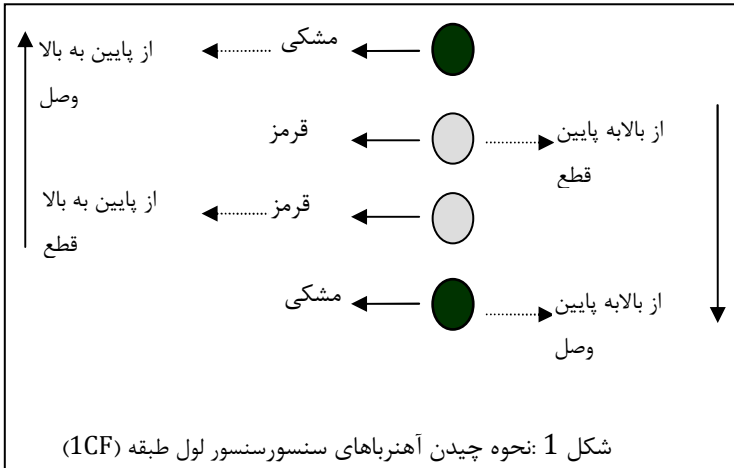 از پایین به بالا
وصل
مشکی
قرمز
از بالابه پایین
قطع
از پایین به بالا
قطع
قرمز
مشکی
از بالابه پایین
وصل
شکل 1 :نحوه چیدن آهنرباهای سنسورسنسور لول طبقه (1CF)